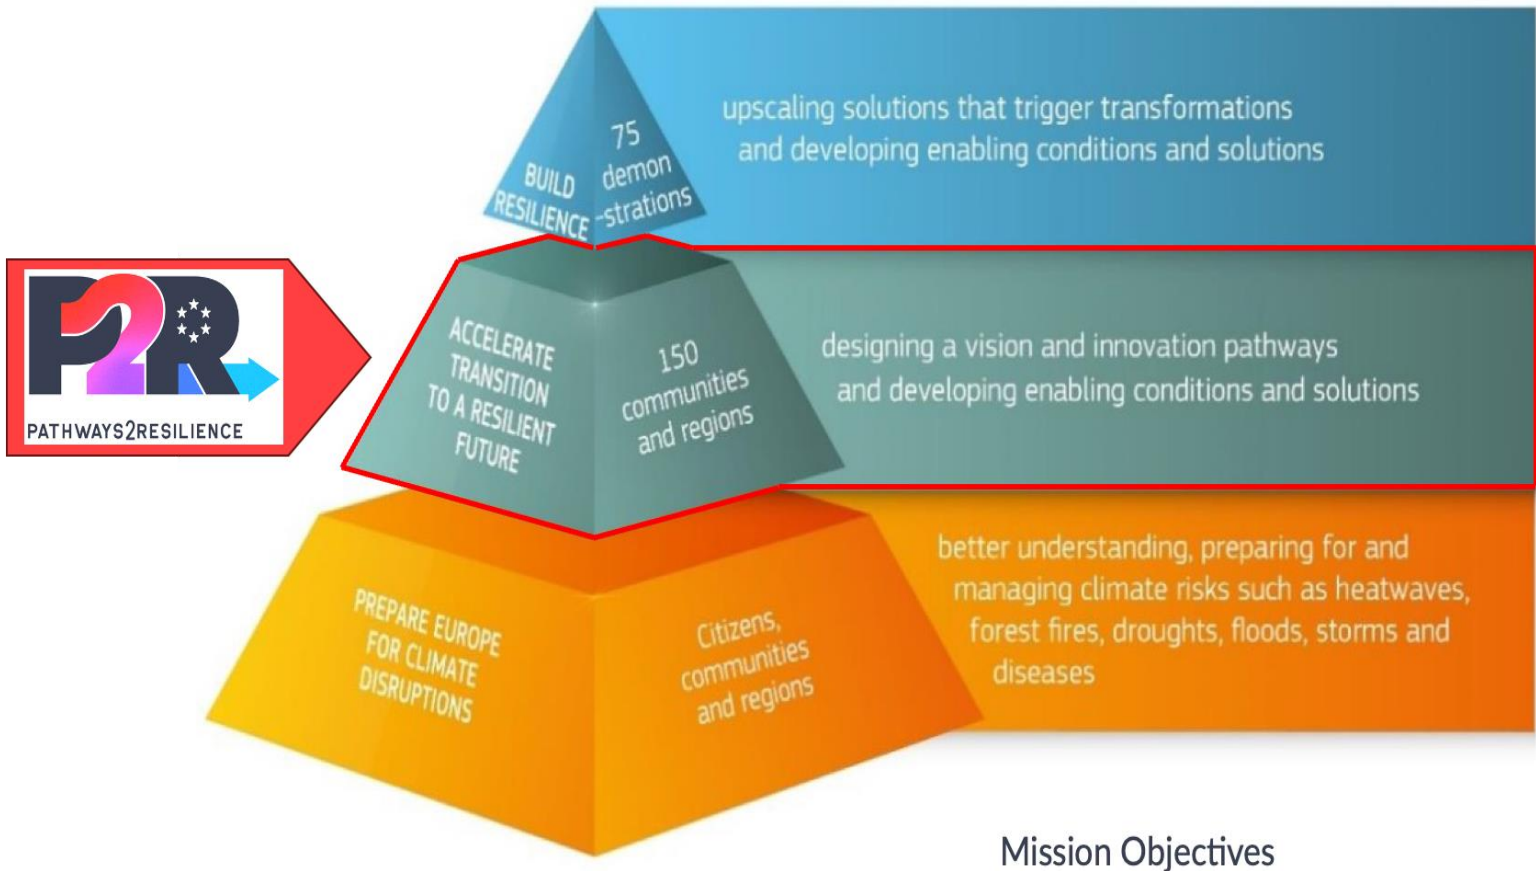 75
demon
-strations
BUILD
RESILIENCE
upscaling solutions that trigger transformations
and developing enabling conditions and solutions
P2R
PATHWAYS2RESILIENCE
ACCELERATE
TRANSITION
TO A RESILIENT
FUTURE
150
communities
and regions
designing a vision and innovation pathways
and developing enabling conditions and solutions
PREPARE EUROPE
FOR CLIMATE
DISRUPTIONS
Citizens,
communities
and regions
better understanding, preparing for and
managing climate risks such as heatwaves,
forest fires, droughts, floods, storms and
diseases
Mission Objectives